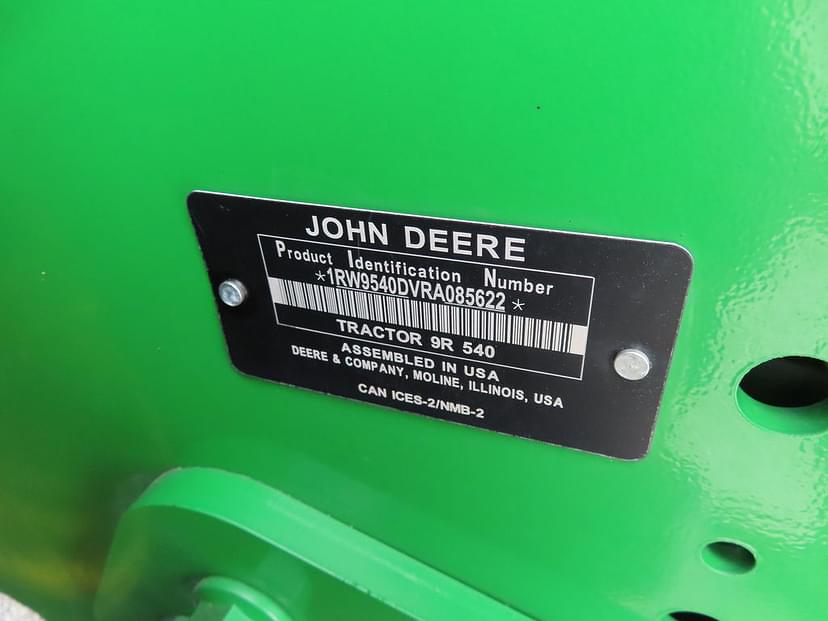 JOHN DEERE
Product Identification Number
*1RW9540DVRA085622*
TRACTOR 9R 540
ASSEMBLED IN USA
DEERE & COMPANY, MOLINE, ILLINOIS, USA
CAN ICES-2/NMB-2